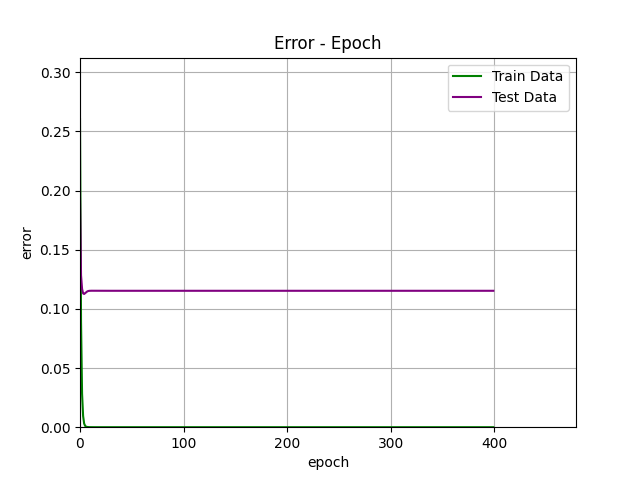 Error - Epoch
Train Data
Test Data
0.30
0.25
0.20
0.15
0.10
0.05
0.00
error
0 100 200 300 400
epoch